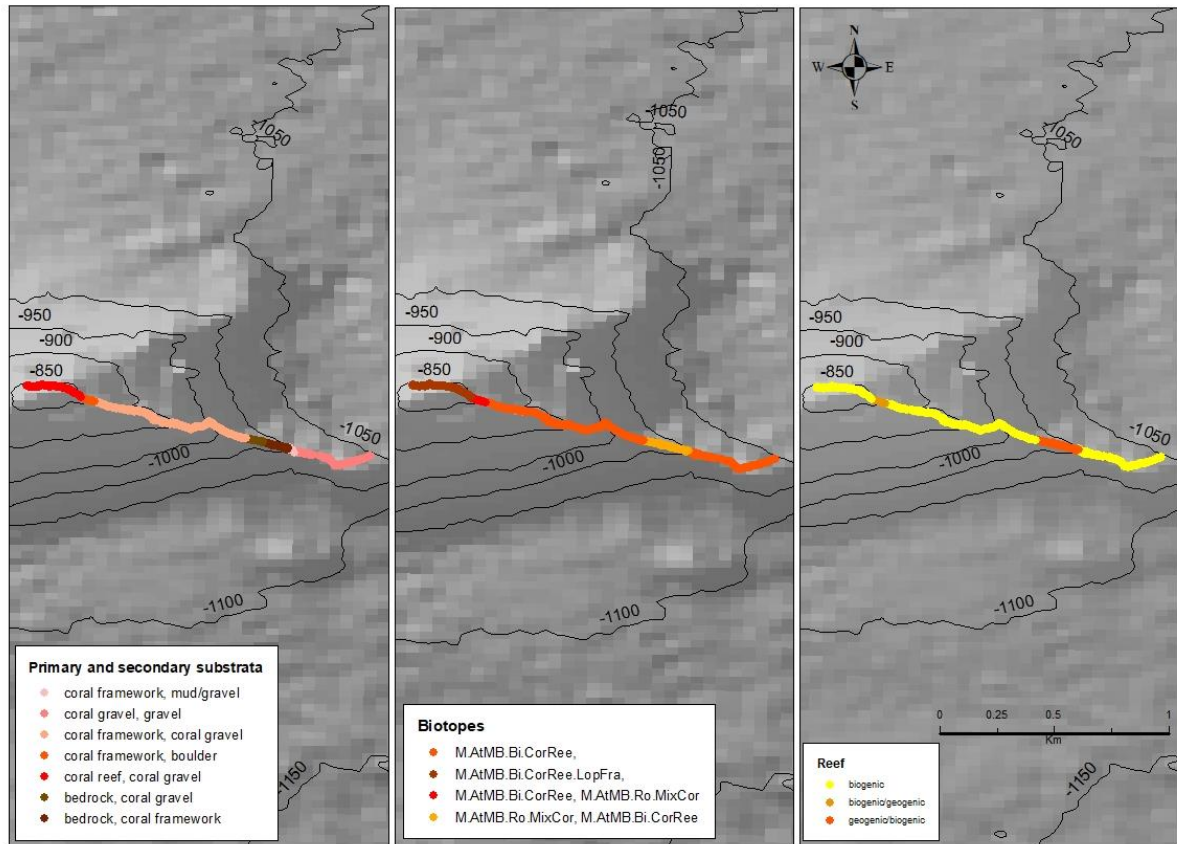 -1050
-950
-900
-850
-1050
-1000
-1100
-1150
Primary and secondary substrata
coral framework, mud/gravel
coral gravel, gravel
coral framework, coral gravel
coral framework, boulder
coral reef, coral gravel
bedrock, coral gravel
bedrock, coral framework
-1050
-1050
-950
-900
-850
-1050
-1000
-1100
-1150
Biotopes
M.AtMB.Bi.CorRee,
M.AtMB.Bi.CorRee.LopFra,
M.AtMB.Bi.CorRee, M.AtMB.Ro.MixCor
M.AtMB.Ro.MixCor, M.AtMB.Bi.CorRee
N
W E
S
-1050
-950
-900
-850
-1050
-1000
-1100
0 0.25 0.5 1
Km
-1150
Reef
biogenic
biogenic/geogenic
geogenic/biogenic